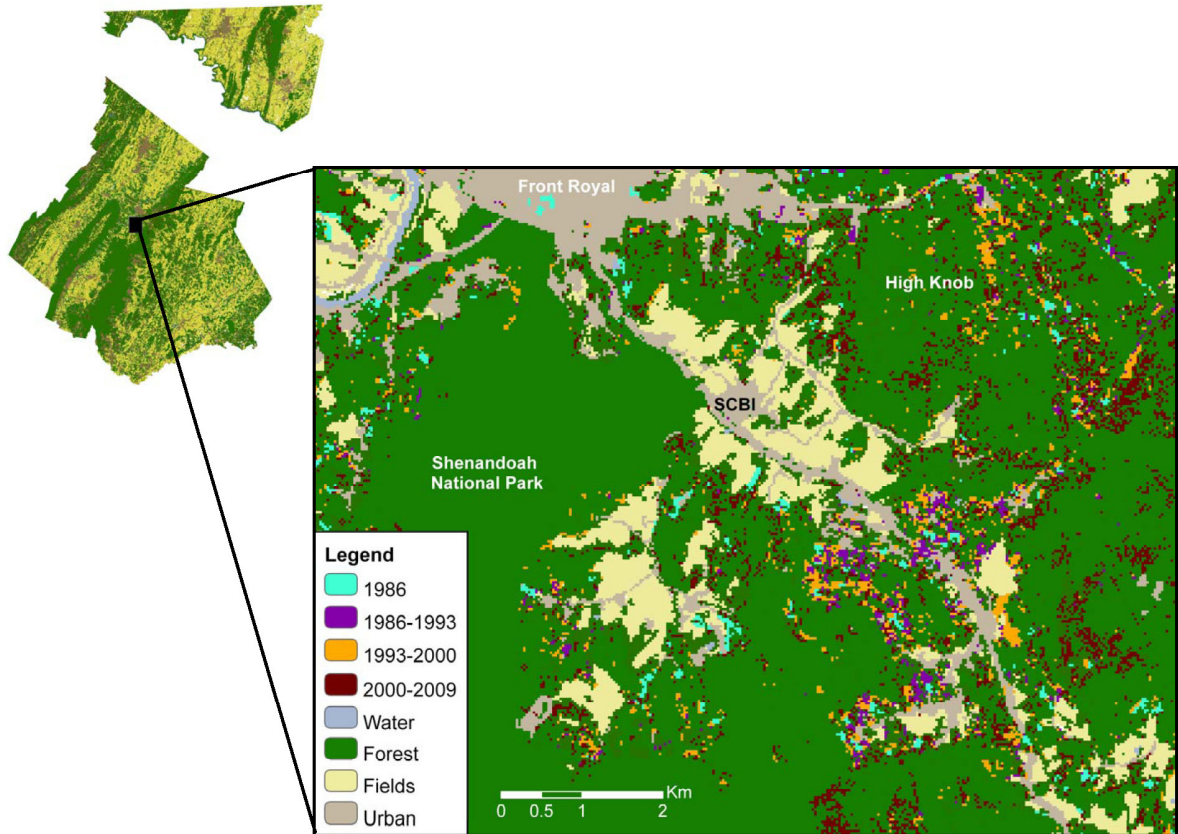 Front Royal
High Knob
SCBI
Shenandoah
National Park
Legend
1986
1986-1993
1993-2000
2000-2009
Water
Forest
Fields
Urban
Km
0 0.5 1 2